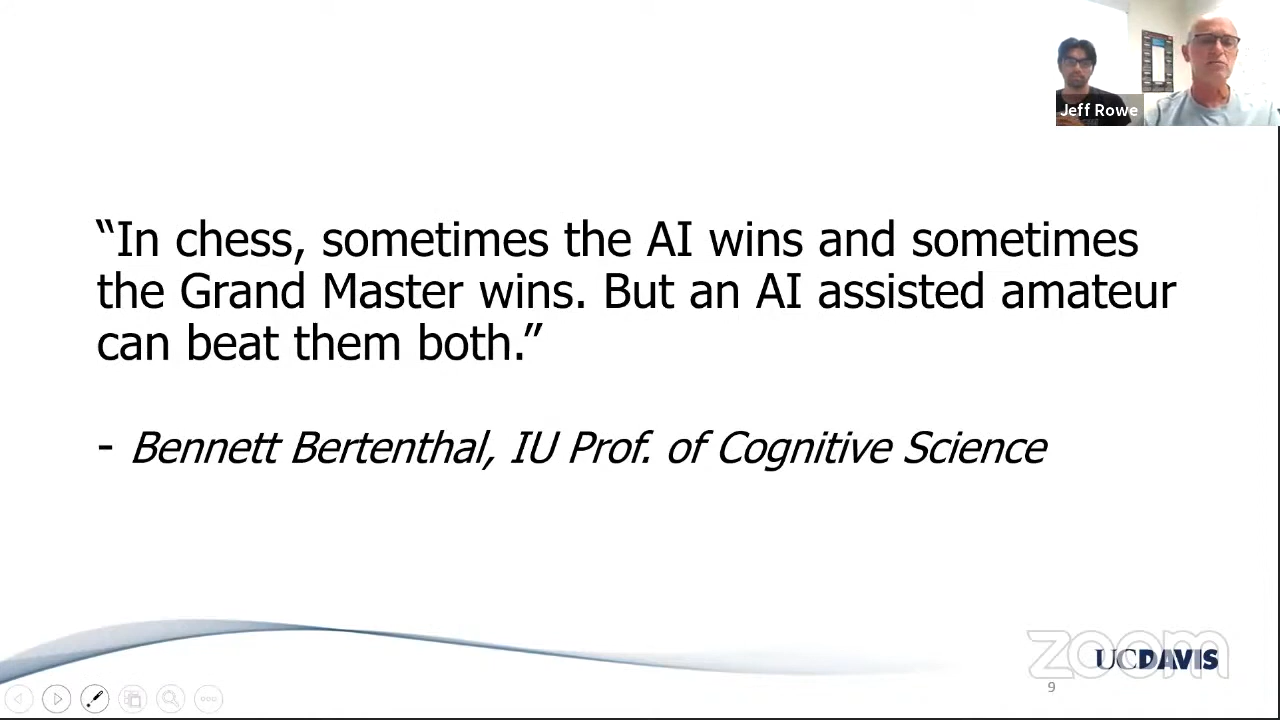 Jeff Rowe
“In chess, sometimes the AI wins and sometimes
the Grand Master wins. But an AI assisted amateur
can beat them both.”
- Bennett Bertenthal, IU Prof. of Cognitive Science
zoom
UCDAVIS
9